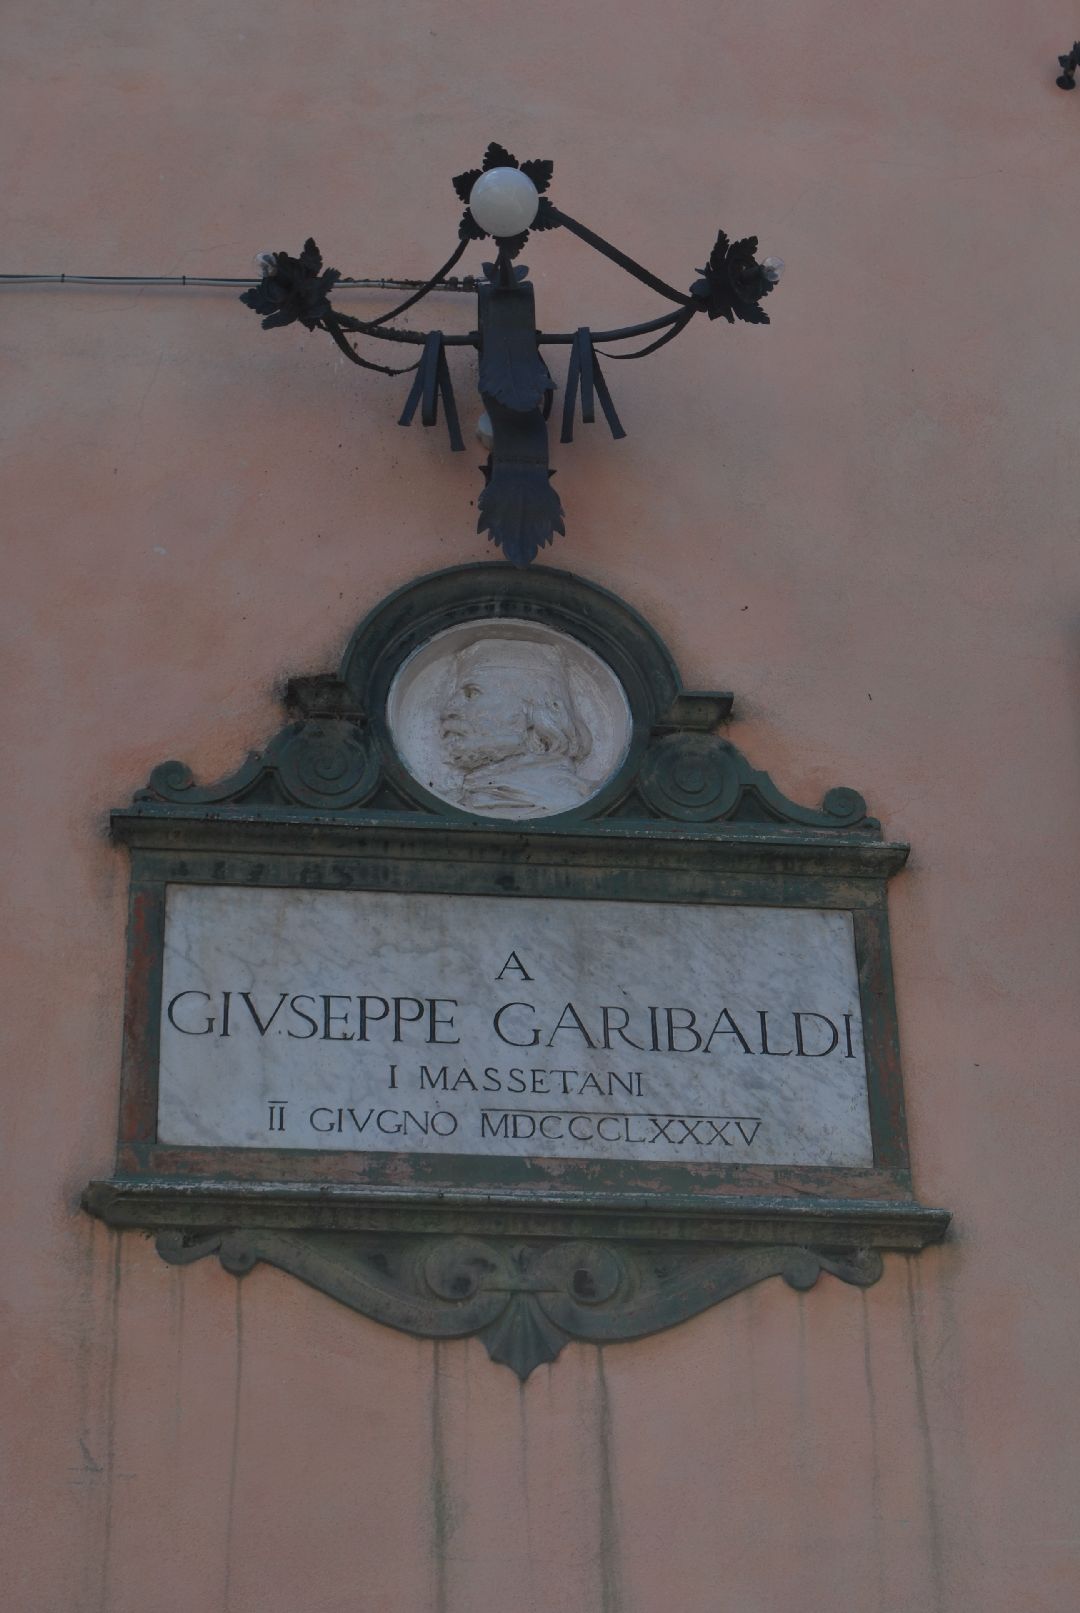 A
GIVSEPPE GARIBALDI
I MASSETANI
II GIVGNO MDCCCLXXXV